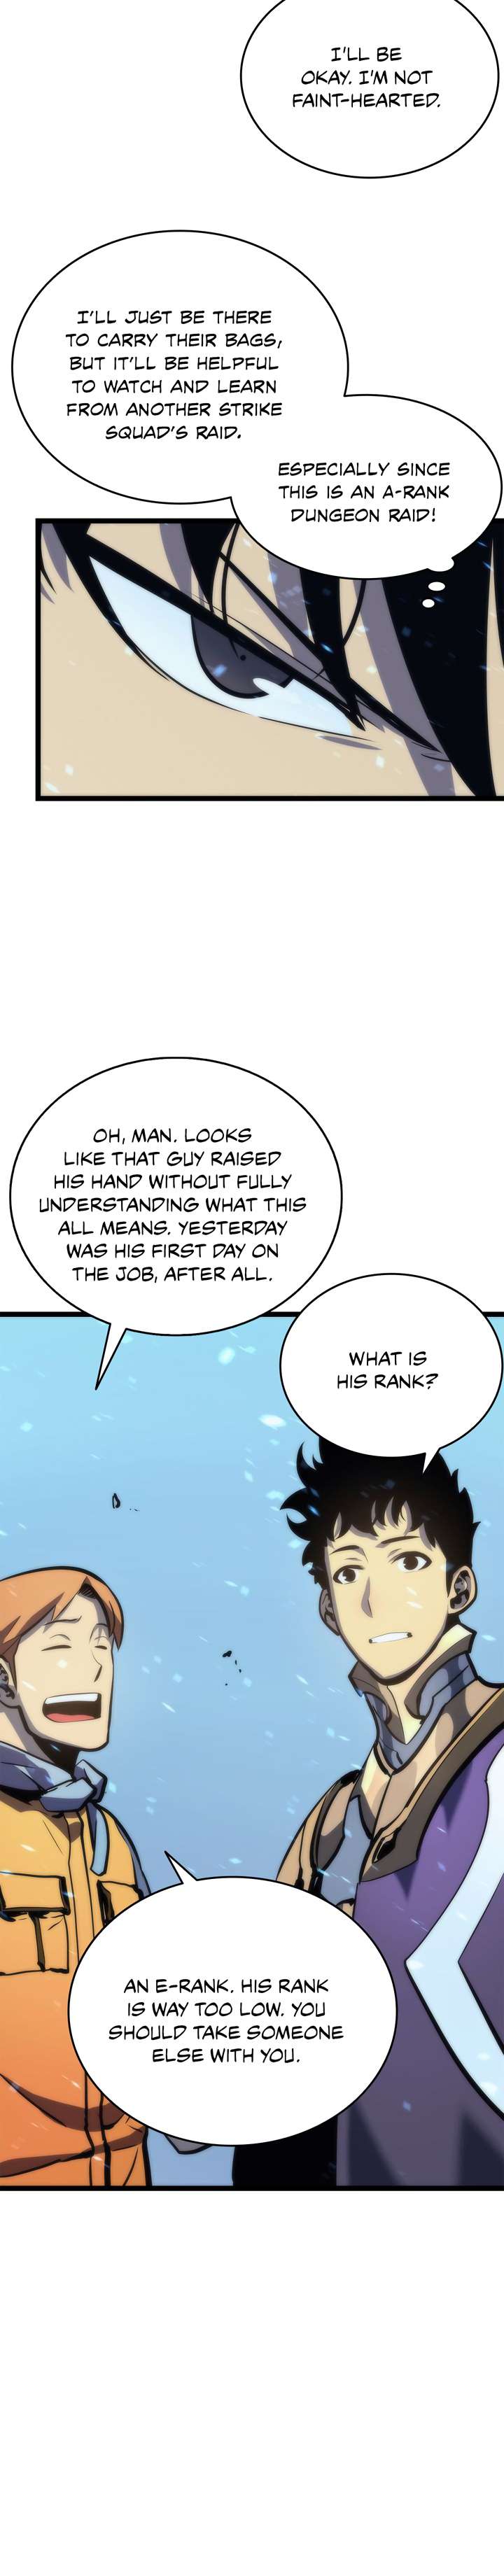 I'LL BE
OKAY. I'M NOT
FAINT-HEARTED.
I'LL JUST BE THERE
TO CARRY THEIR BAGS,
BUT IT'LL BE HELPFUL
TO WATCH AND LEARN
FROM ANOTHER STRIKE
SQUAD'S RAID.
ESPECIALLY SINCE
THIS IS AN A-RANK
DUNGEON RAID!
OH, MAN. LOOKS
LIKE THAT GUY RAISED
HIS HAND WITHOUT FULLY
UNDERSTANDING WHAT THIS
ALL MEANS. YESTERDAY
WAS HIS FIRST DAY ON
THE JOB, AFTER ALL.
WHAT IS
HIS RANK?
AN E-RANK. HIS RANK
IS WAY TOO LOW. YOU
SHOULD TAKE SOMEONE
ELSE WITH YOU.